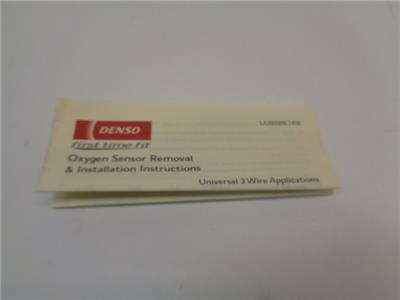 DENSO
first time fit
Oxygen Sensor Removal
& Installation Instructions
Universal 3 Wire Applications